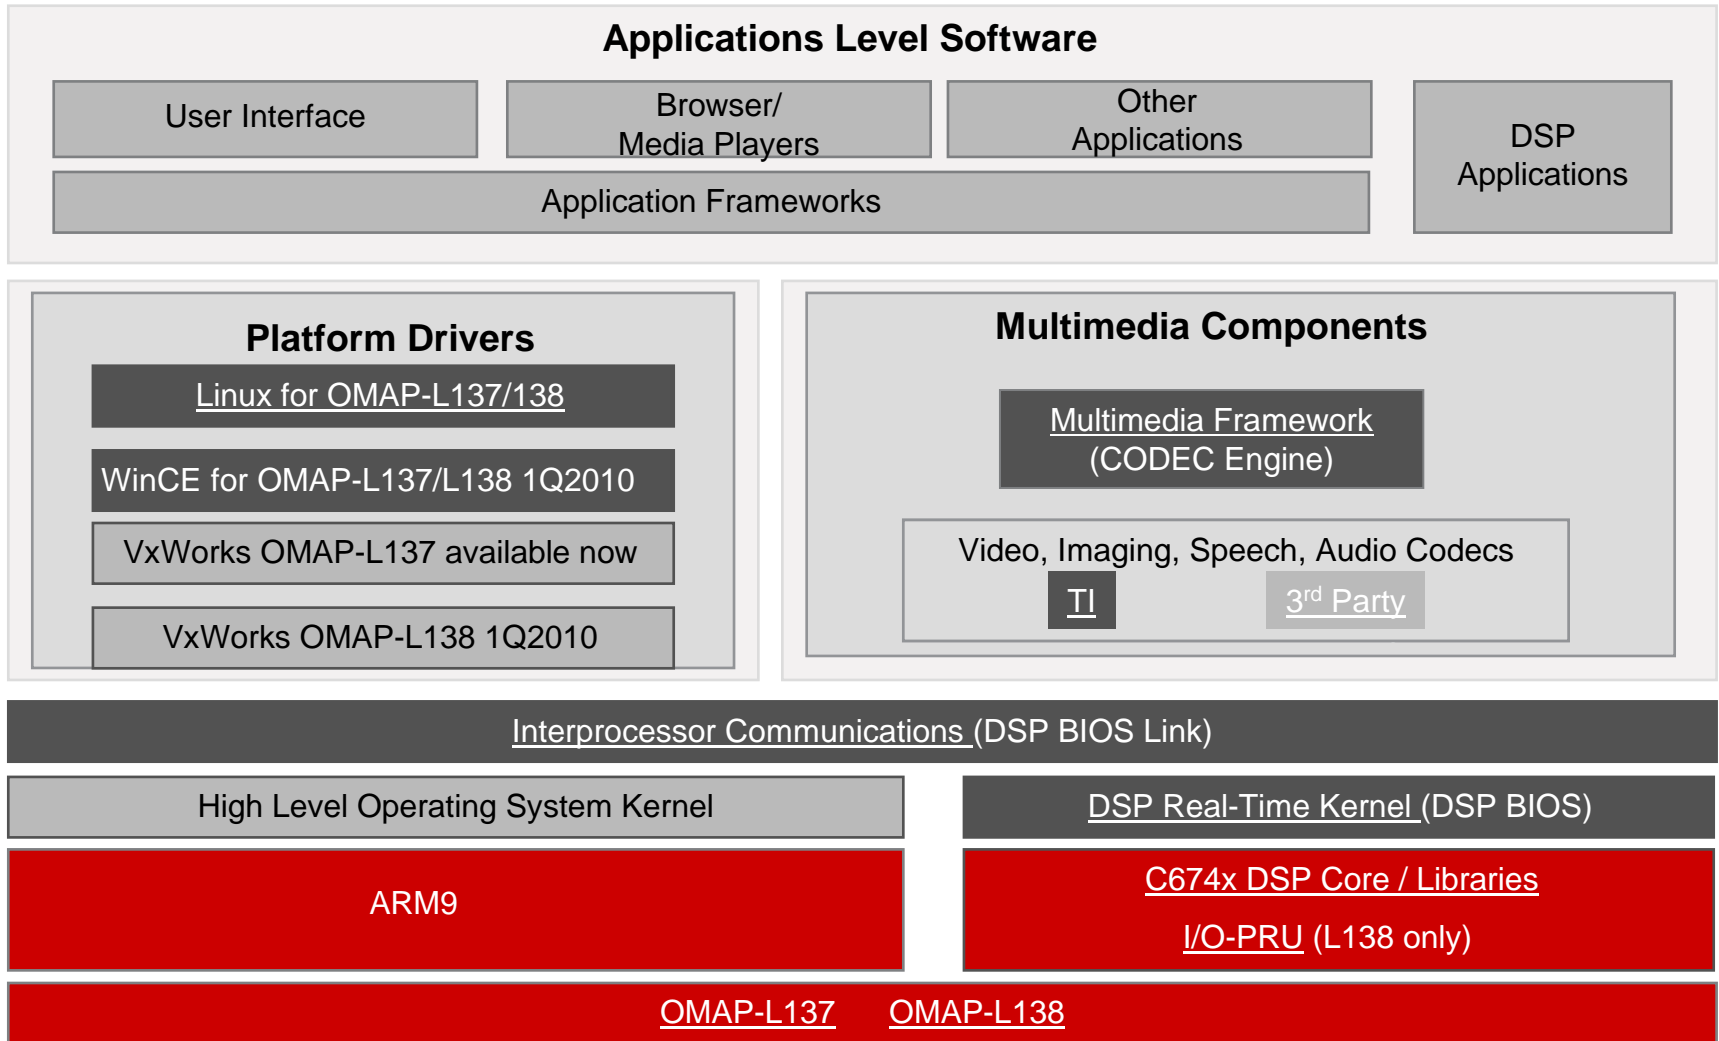 Applications Level Software
User Interface
Browser/
Media Players
Other
Applications
DSP
Applications
Application Frameworks
Platform Drivers
Linux for OMAP-L137/138
WinCE for OMAP-L137/L138 1Q2010
VxWorks OMAP-L137 available now
VxWorks OMAP-L138 1Q2010
Multimedia Components
Multimedia Framework
(CODEC Engine)
Video, Imaging, Speech, Audio Codecs
TI
3rd Party
Interprocessor Communications (DSP BIOS Link)
High Level Operating System Kernel
DSP Real-Time Kernel (DSP BIOS)
ARM9
C674x DSP Core / Libraries
I/O-PRU (L138 only)
OMAP-L137 OMAP-L138